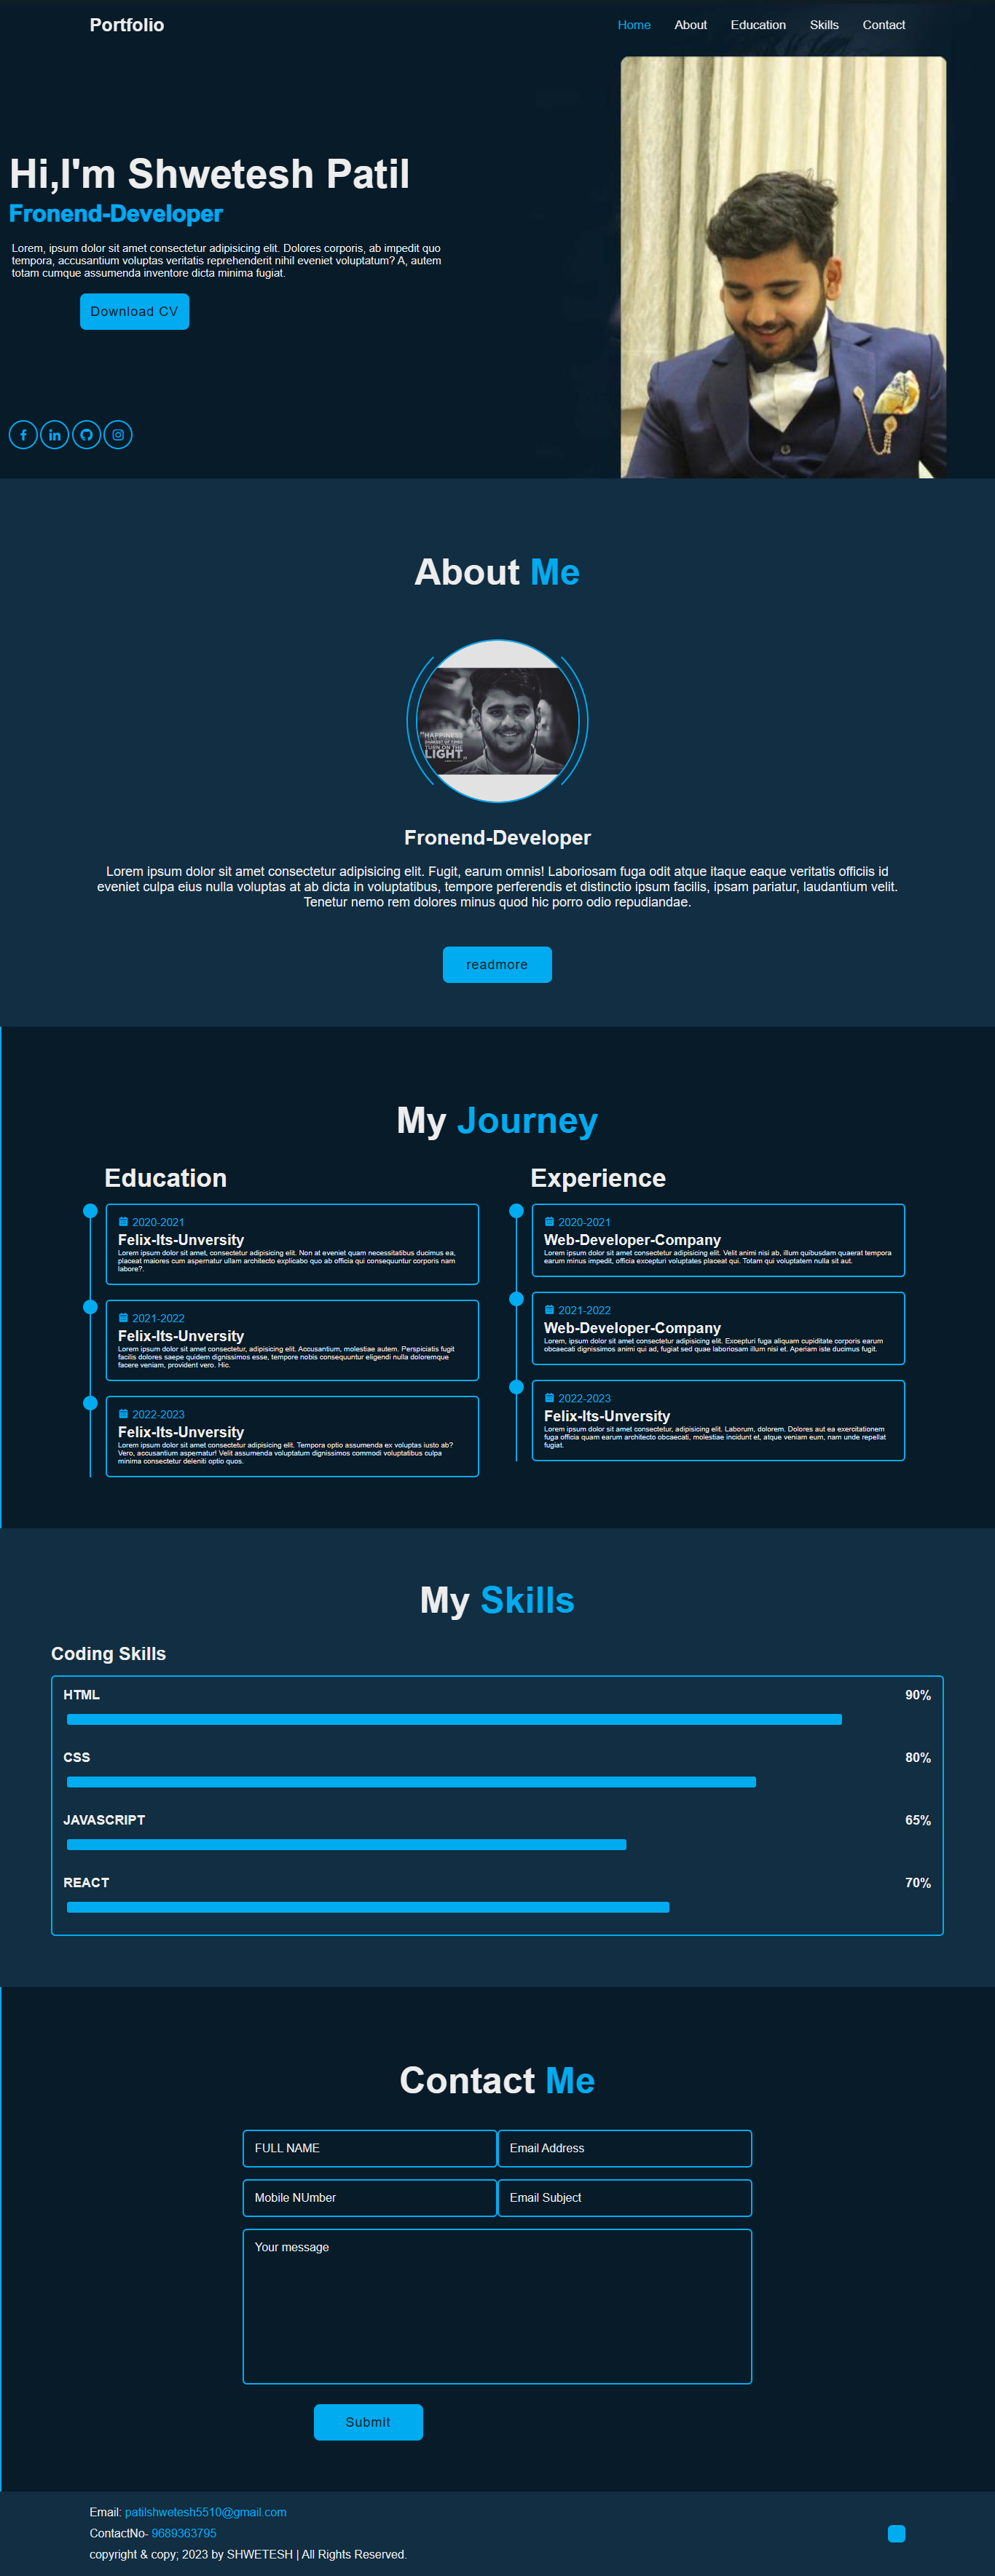 Portfolio
Home About Education Skills Contact
Hi,I'm Shwetesh Patil
Fronend-Developer
Lorem, ipsum dolor sit amet consectetur adipisicing elit. Dolores corporis, ab impedit quo
tempora, accusantium voluptas veritatis reprehenderit nihil eveniet voluptatum? A, autem
totam cumque assumenda inventore dicta minima fugiat.
Download CV
About Me
"HAPPINESS
TURN ON THE
LIGHT"
Fronend-Developer
Lorem ipsum dolor sit amet consectetur adipisicing elit. Fugit, earum omnis! Laboriosam fuga odit atque itaque eaque veritatis officiis id
eveniet culpa eius nulla voluptas at ab dicta in voluptatibus, tempore perferendis et distinctio ipsum facilis, ipsam pariatur, laudantium velit.
Tenetur nemo rem dolores minus quod hic porro odio repudiandae.
readmore
My Journey
Education
2020-2021
Felix-Its-Unversity
Lorem ipsum dolor sit amet, consectetur adipisicing elit. Non at eveniet quam necessitatibus ducimus ea,
placeat maiores cum aspernatur ullam architecto explicabo quo ab officia qui consequuntur corporis nam
labore?.
2021-2022
Felix-Its-Unversity
Lorem ipsum dolor sit amet consectetur, adipisicing elit. Accusantium, molestiae autem. Perspiciatis fugit
facilis dolores saepe quidem dignissimos esse, tempore nobis consequuntur eligendi nulla doloremque
facere veniam, provident vero. Hic.
2022-2023
Felix-Its-Unversity
Lorem ipsum dolor sit amet consectetur adipisicing elit. Tempora optio assumenda ex voluptas iusto ab?
Vero, accusantium aspernatur! Velit assumenda voluptatum dignissimos commodi voluptatibus culpa
minima consectetur deleniti optio quos.
Experience
2020-2021
Web-Developer-Company
Lorem ipsum dolor sit amet consectetur adipisicing elit. Velit animi nisi ab, illum quibusdam quaerat tempora
earum minus impedit, officia excepturi voluptates placeat qui. Totam qui voluptatem nulla sit aut.
2021-2022
Web-Developer-Company
Lorem, ipsum dolor sit amet consectetur adipisicing elit. Excepturi fuga aliquam cupiditate corporis earum
obcaecati dignissimos animi qui ad, fugiat sed quae laboriosam illum nisi et. Aperiam iste ducimus fugit.
2022-2023
Felix-Its-Unversity
Lorem ipsum dolor sit amet consectetur, adipisicing elit. Laborum, dolorem. Dolores aut ea exercitationem
fuga officia quam earum architecto obcaecati, molestiae incidunt et, atque veniam eum, nam unde repellat
fugiat.
My Skills
Coding Skills
HTML 90%
CSS 80%
JAVASCRIPT 65%
REACT 70%
Contact Me
FULL NAME Email Address
Mobile NUmber Email Subject
Your message
Submit
Email: patilshwetesh5510@gmail.com
ContactNo- 9689363795
copyright & copy; 2023 by SHWETESH | All Rights Reserved.